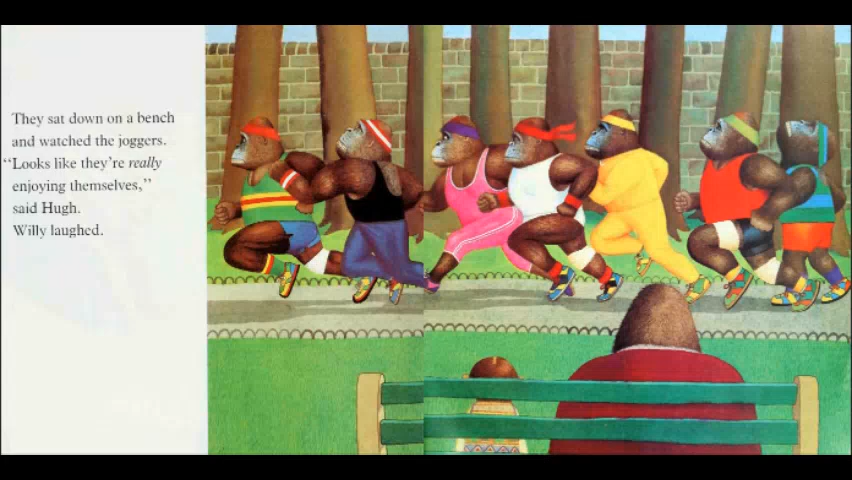 They sat down on a bench
and watched the joggers.
“Looks like they’re really
enjoying themselves,”
said Hugh.
Willy laughed.